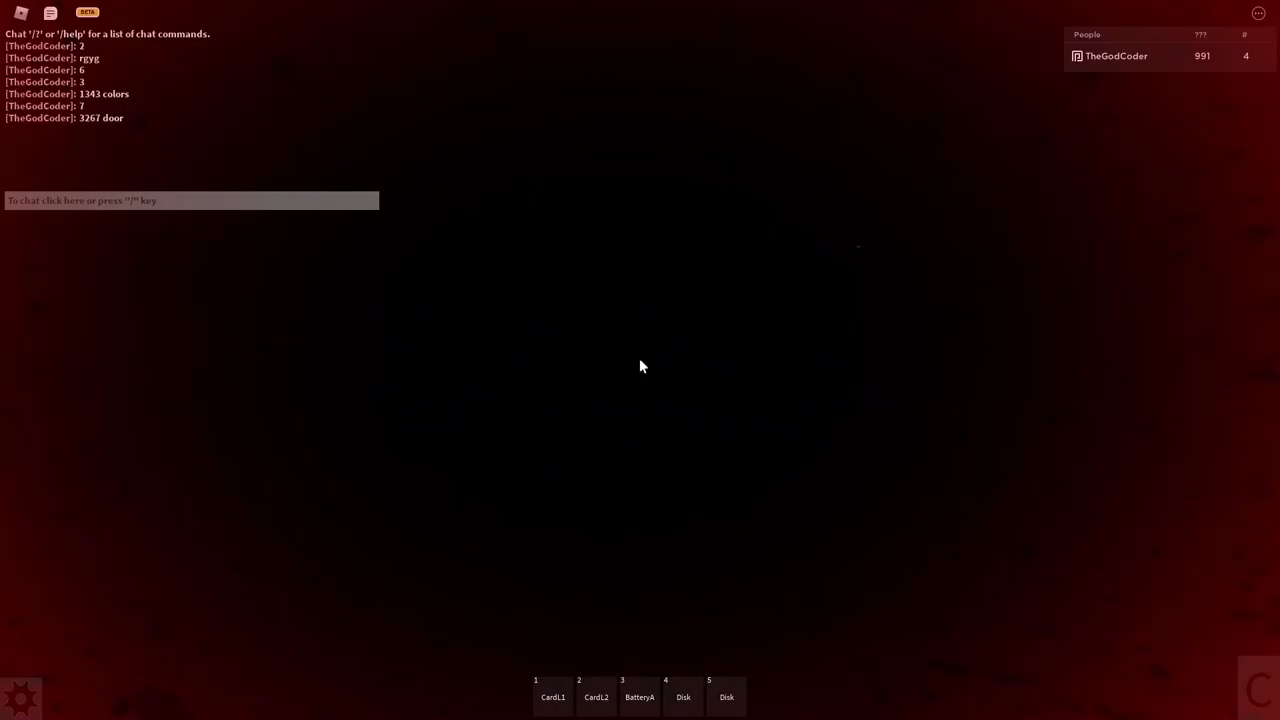 BETA
Chat '/?' or '/help' for a list of chat commands.
[TheGodCoder]: 2
[TheGodCoder]: rgyg
[TheGodCoder]: 6
[TheGodCoder]: 3
[TheGodCoder]: 1343 colors
[TheGodCoder]: 7
[TheGodCoder]: 3267 door
To chat click here or press "/" key
People ??? #
TheGodCoder 991 4
1 2 3 4 5
CardL1 CardL2 BatteryA Disk Disk
C